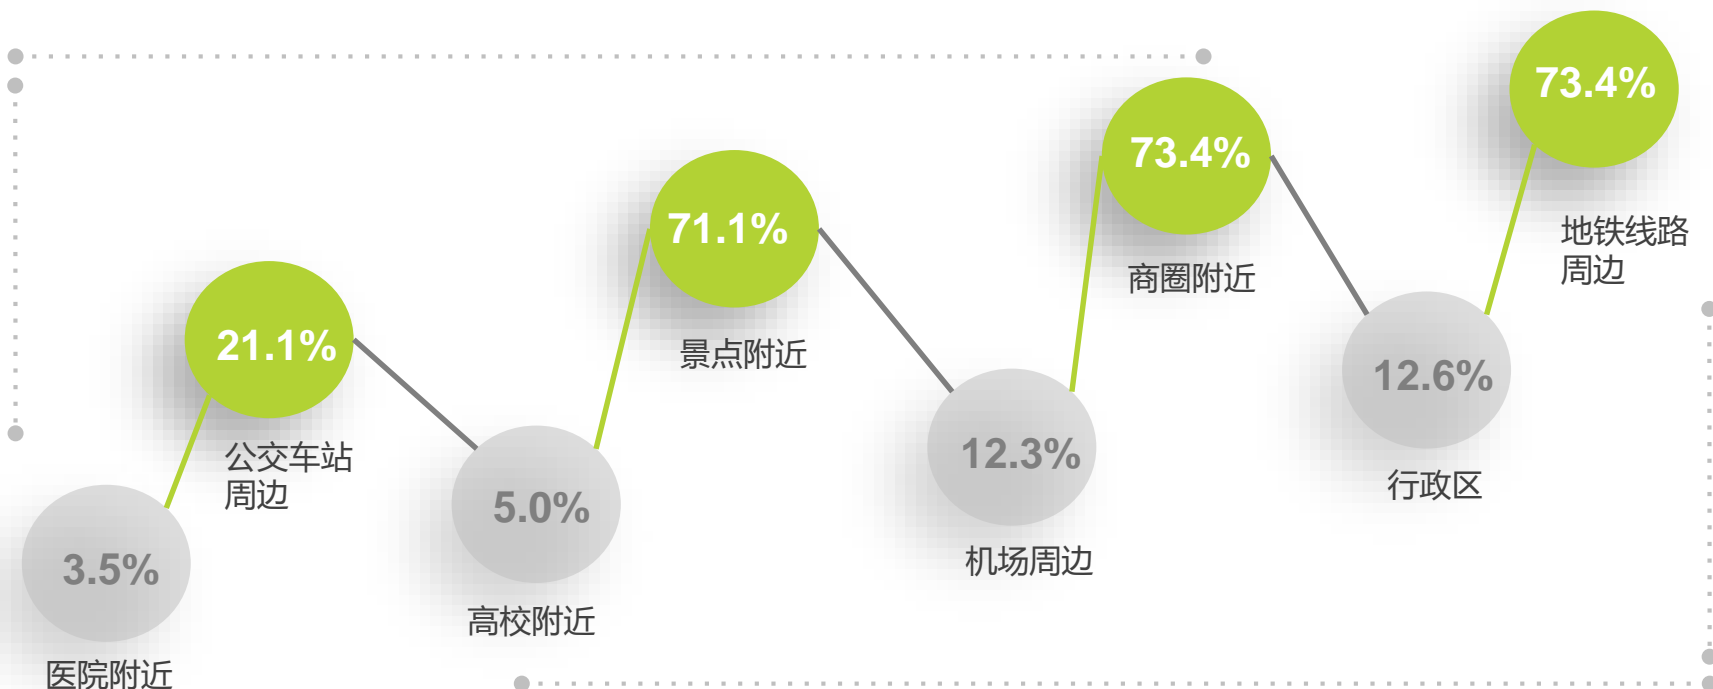 73.4%
地铁线路
周边
73.4%
商圈附近
71.1%
景点附近
21.1%
公交车站
周边
12.6%
行政区
12.3%
机场周边
5.0%
高校附近
3.5%
医院附近